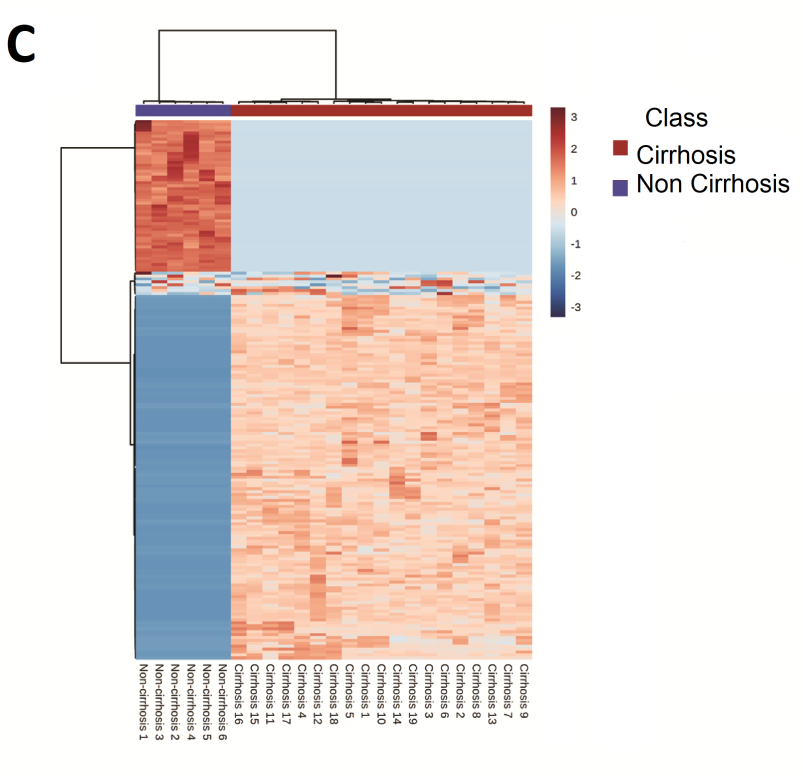 C
Class
Cirrhosis
Non Cirrhosis
3
2
1
0
-1
-2
-3
Non-cirrhosis 1
Non-cirrhosis 3
Non-cirrhosis 2
Non-cirrhosis 4
Non-cirrhosis 5
Non-cirrhosis 6
Cirrhosis 16
Cirrhosis 15
Cirrhosis 11
Cirrhosis 17
Cirrhosis 4
Cirrhosis 12
Cirrhosis 18
Cirrhosis 5
Cirrhosis 1
Cirrhosis 10
Cirrhosis 14
Cirrhosis 19
Cirrhosis 3
Cirrhosis 6
Cirrhosis 2
Cirrhosis 8
Cirrhosis 13
Cirrhosis 7
Cirrhosis 9